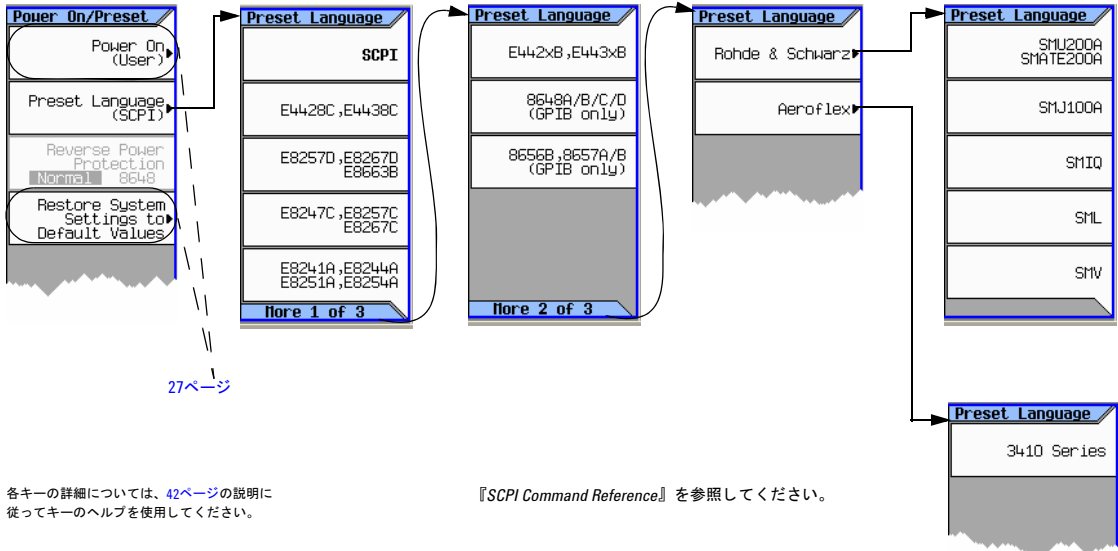 Power On/Preset
Power On
(User)
Preset Language
(SCPI)
Reverse Power
Protection
Normal 8648
Restore System
Settings to
Default Values
27ページ
Preset Language
SCPI
E4428C,E4438C
E8257D,E8267D
E8663B
E8247C,E8257C
E8267C
E8241A,E8244A
E8251A,E8254A
More 1 of 3
Preset Language
E442xB,E443xB
8648A/B/C/D
(GPIB only)
8656B,8657A/B
(GPIB only)
More 2 of 3
Preset Language
Rohde & Schwarz
Aeroflex
Preset Language
SMU200A
SMATE200A
SMJ100A
SMIQ
SML
SMV
Preset Language
3410 Series
各キーの詳細については、42ページの説明に
従ってキーのヘルプを使用してください。
『SCPI Command Reference』を参照してください。